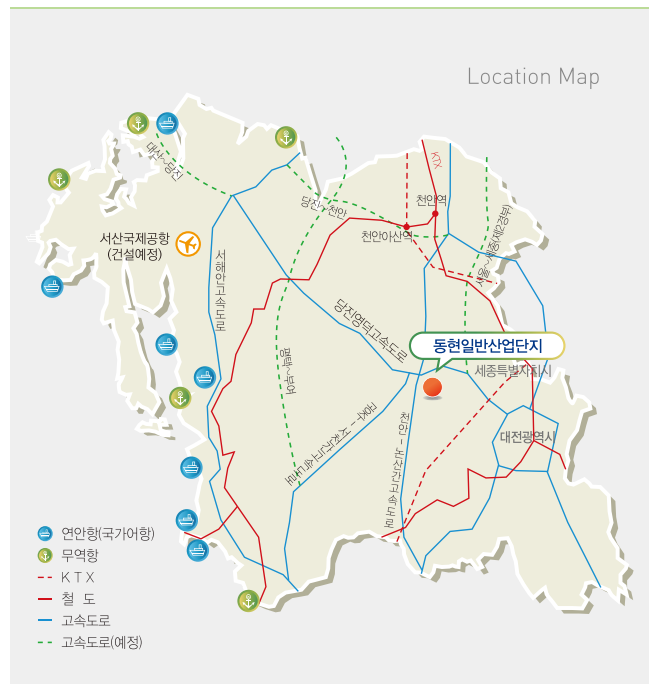 Location Map
대산~당진
KTX
당진~천안
천안역
천안아산역
서울~세종(제2경부)
서산국제공항
(건설예정)
서해안고속도로
당진영덕고속도로
동현일반산업단지
세종특별자치시
평택~부여
공주-서천간고속도로
천안-논산간고속도로
대전광역시
연안항(국가어항)
무역항
KTX
철 도
고속도로
고속도로(예정)